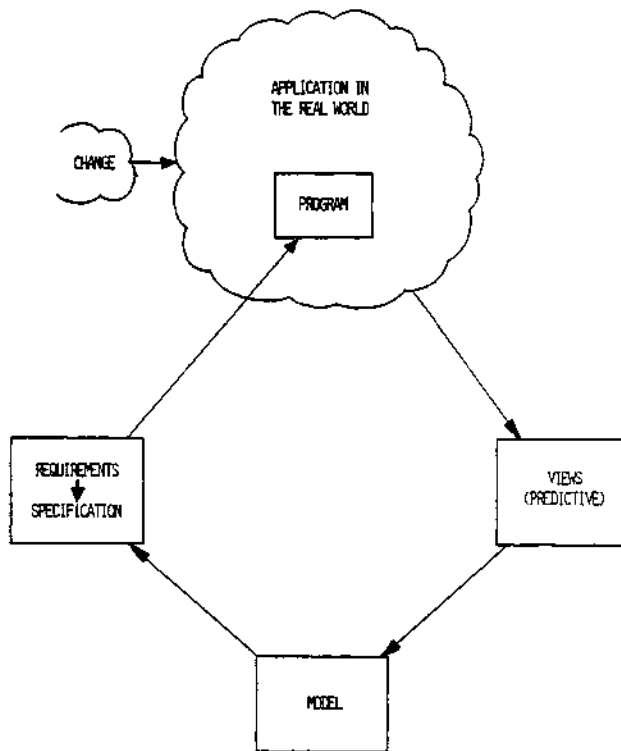 APPLICATION IN
THE REAL WORLD
CHANGE
PROGRAM
REQUIREMENTS
SPECIFICATION
VIEWS
(PREDICTIVE)
MODEL